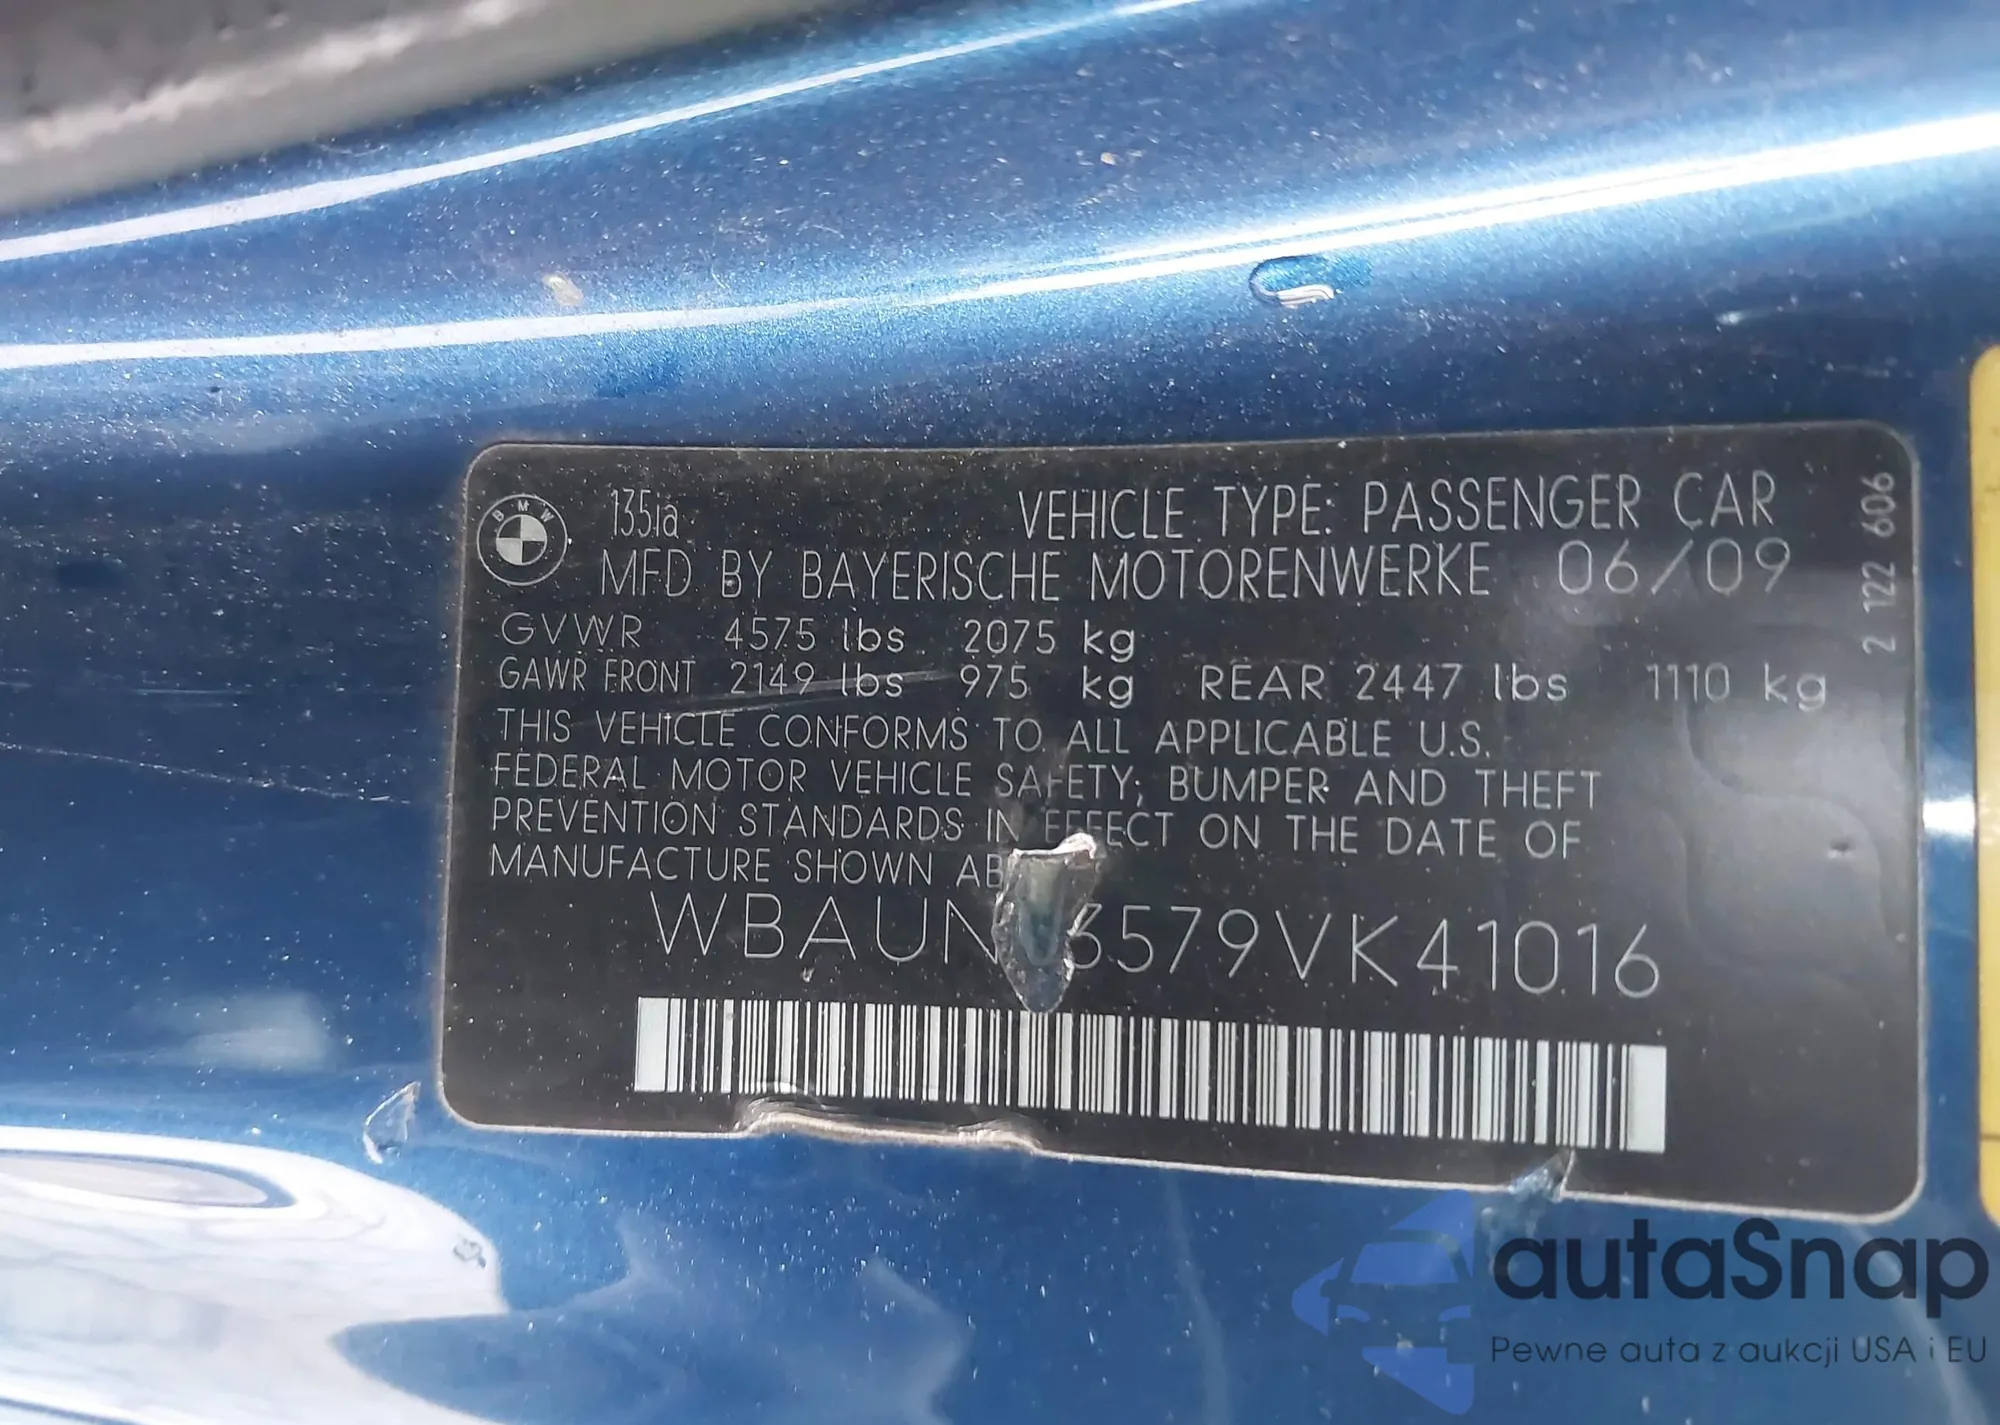 BMW
135ia VEHICLE TYPE: PASSENGER CAR
MFD BY BAYERISCHE MOTORENWERKE 06/09
GVWR 4575 lbs 2075 kg
GAWR FRONT 2149 lbs 975 kg REAR 2447 lbs 1110 kg
THIS VEHICLE CONFORMS TO ALL APPLICABLE U.S.
FEDERAL MOTOR VEHICLE SAFETY, BUMPER AND THEFT
PREVENTION STANDARDS IN EFFECT ON THE DATE OF
MANUFACTURE SHOWN
2 122 606
autaSnap
Pewne auta z aukcji USA i EU